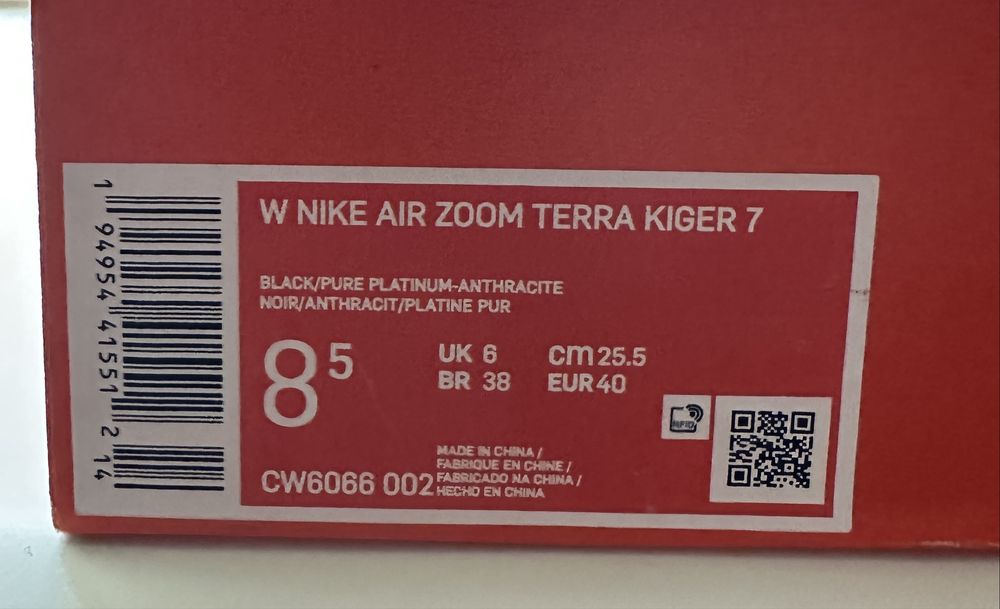 W NIKE AIR ZOOM TERRA KIGER 7
BLACK/PURE PLATINUM-ANTHRACITE
NOIR/ANTHRACIT/PLATINE PUR
8 5
UK 6 cm 25.5
BR 38 EUR 40
RFID
MADE IN CHINA /
FABRIQUE EN CHINE /
FABRICADO NA CHINA /
HECHO EN CHINA
CW6066 002
1 94954 41551 2 14